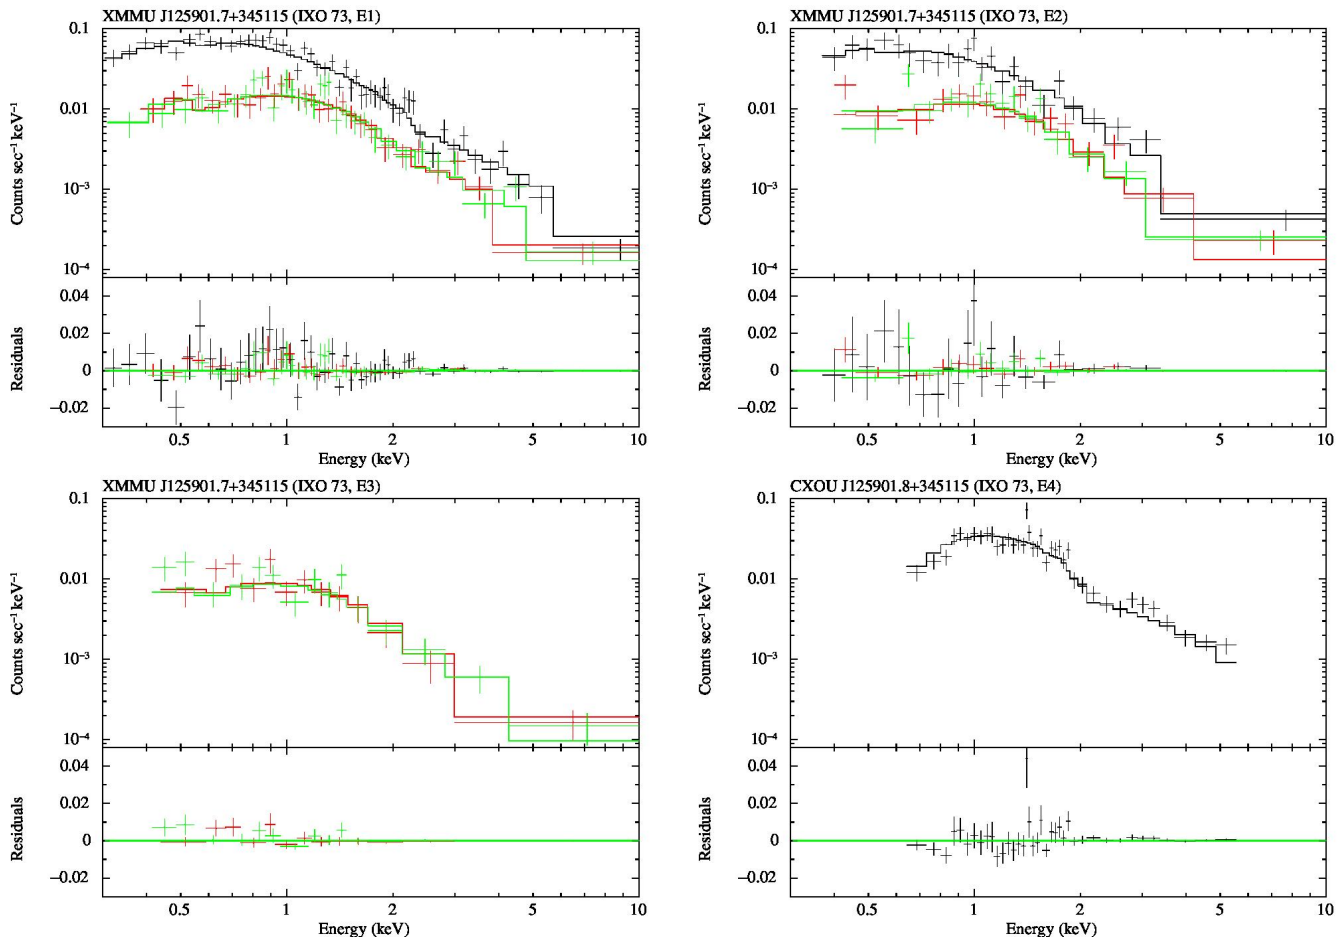 XMMU J125901.7+345115 (IXO 73, E1)
0.1
0.01
10⁻³
10⁻⁴
Counts sec⁻¹ keV⁻¹
0.04
0.02
0
−0.02
Residuals
0.5 1 2 5 10
Energy (keV)
XMMU J125901.7+345115 (IXO 73, E2)
0.1
0.01
10⁻³
10⁻⁴
Counts sec⁻¹ keV⁻¹
0.04
0.02
0
−0.02
Residuals
0.5 1 2 5 10
Energy (keV)
XMMU J125901.7+345115 (IXO 73, E3)
0.1
0.01
10⁻³
10⁻⁴
Counts sec⁻¹ keV⁻¹
0.04
0.02
0
−0.02
Residuals
0.5 1 2 5 10
Energy (keV)
CXOU J125901.8+345115 (IXO 73, E4)
0.1
0.01
10⁻³
10⁻⁴
Counts sec⁻¹ keV⁻¹
0.04
0.02
0
−0.02
Residuals
0.5 1 2 5 10
Energy (keV)